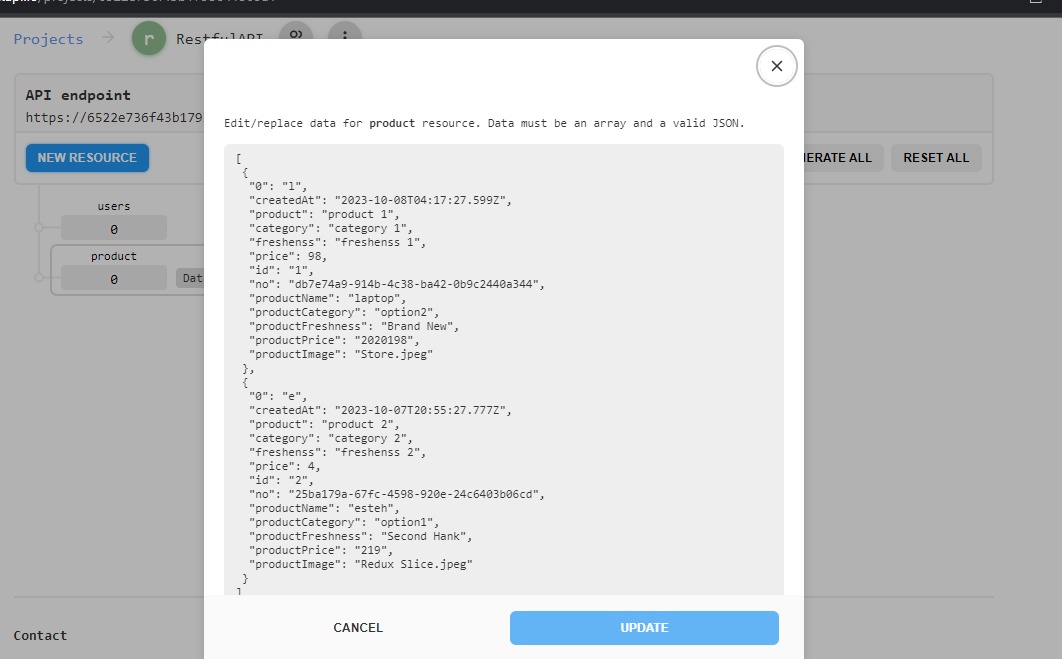 Projects
r
RestfulAPI
API endpoint
https://6522e736f43b179
NEW RESOURCE
ERATE ALL
RESET ALL
users
0
product
0
Dat
Edit/replace data for product resource. Data must be an array and a valid JSON.
[
{
"0": "l",
"createdAt": "2023-10-08T04:17:27.599Z",
"product": "product 1",
"category": "category 1",
"freshenss": "freshenss 1",
"price": 98,
"id": "1",
"no": "db7e74a9-914b-4c38-ba42-0b9c2440a344",
"productName": "laptop",
"productCategory": "option2",
"productFreshness": "Brand New",
"productPrice": "2020198",
"productImage": "Store.jpeg"
},
{
"0": "e",
"createdAt": "2023-10-07T20:55:27.777Z",
"product": "product 2",
"category": "category 2",
"freshenss": "freshenss 2",
"price": 4,
"id": "2",
"no": "25ba179a-67fc-4598-920e-24c6403b06cd",
"productName": "esteh",
"productCategory": "option1",
"productFreshness": "Second Hank",
"productPrice": "219",
"productImage": "Redux Slice.jpeg"
}
]
CANCEL
UPDATE
Contact